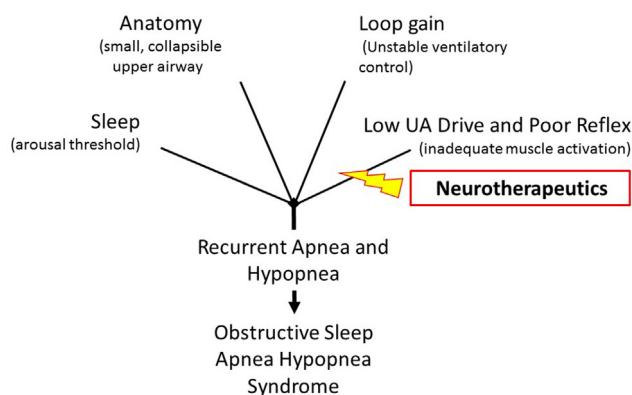 Anatomy
(small, collapsible
upper airway
Loop gain
(Unstable ventilatory
control)
Sleep
(arousal threshold)
Low UA Drive and Poor Reflex
(inadequate muscle activation)
Neurotherapeutics
Recurrent Apnea and
Hypopnea
Obstructive Sleep
Apnea Hypopnea
Syndrome